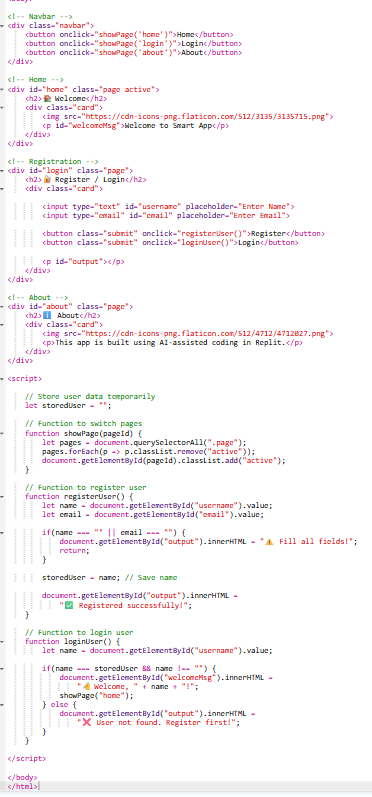 <!-- Navbar -->
<div class="navbar">
    <button onclick="showPage('home')">Home</button>
    <button onclick="showPage('login')">Login</button>
    <button onclick="showPage('about')">About</button>
</div>

<!-- Home -->
<div id="home" class="page active">
    <h2>🏠 Welcome</h2>
    <div class="card">
        <img src="https://cdn-icons-png.flaticon.com/512/3135/3135715.png">
        <p id="welcomeMsg">Welcome to Smart App</p>
    </div>
</div>

<!-- Registration -->
<div id="login" class="page">
    <h2>🔐 Register / Login</h2>
    <div class="card">

        <input type="text" id="username" placeholder="Enter Name">
        <input type="email" id="email" placeholder="Enter Email">

        <button class="submit" onclick="registerUser()">Register</button>
        <button class="submit" onclick="loginUser()">Login</button>

        <p id="output"></p>
    </div>
</div>

<!-- About -->
<div id="about" class="page">
    <h2>ℹ️ About</h2>
    <div class="card">
        <img src="https://cdn-icons-png.flaticon.com/512/4712/4712027.png">
        <p>This app is built using AI-assisted coding in Replit.</p>
    </div>
</div>

<script>

    // Store user data temporarily
    let storedUser = "";

    // Function to switch pages
    function showPage(pageId) {
        let pages = document.querySelectorAll(".page");
        pages.forEach(p => p.classList.remove("active"));
        document.getElementById(pageId).classList.add("active");
    }

    // Function to register user
    function registerUser() {
        let name = document.getElementById("username").value;
        let email = document.getElementById("email").value;

        if(name === "" || email === "") {
            document.getElementById("output").innerHTML = "⚠️ Fill all fields!";
            return;
        }

        storedUser = name; // Save name

        document.getElementById("output").innerHTML =
            "✅ Registered successfully!";
    }

    // Function to login user
    function loginUser() {
        let name = document.getElementById("username").value;

        if(name === storedUser && name !== "") {
            document.getElementById("welcomeMsg").innerHTML =
                "👋 Welcome, " + name + "!";
            showPage("home");
        } else {
            document.getElementById("output").innerHTML =
                "❌ User not found. Register first!";
        }
    }

</script>

</body>
</html>